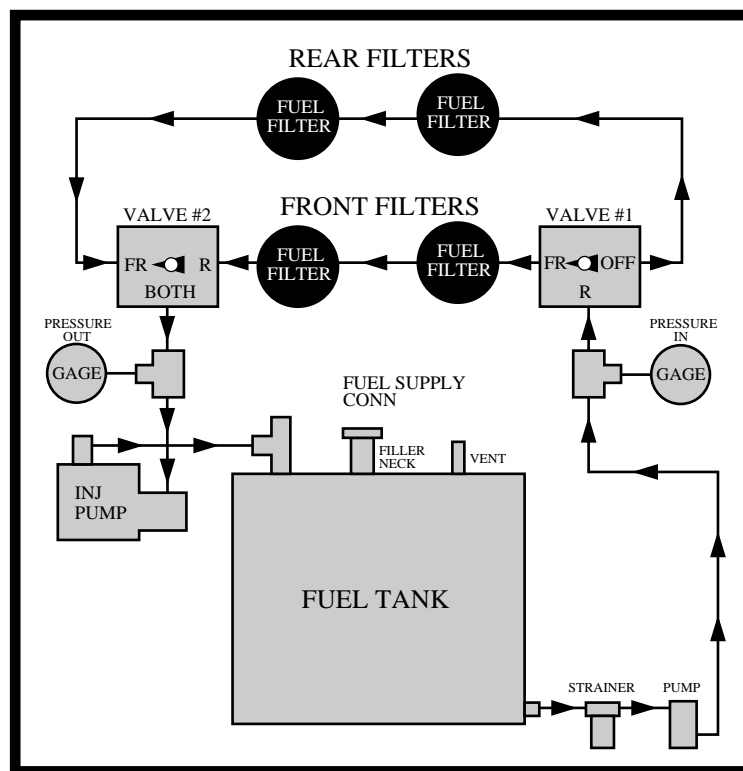 REAR FILTERS
FUEL
FILTER
FUEL
FILTER
VALVE #2
FRONT FILTERS
VALVE #1
FR
R
BOTH
FUEL
FILTER
FUEL
FILTER
FR
OFF
R
PRESSURE
OUT
GAGE
PRESSURE
IN
GAGE
FUEL SUPPLY
CONN
FILLER
NECK
VENT
INJ
PUMP
FUEL TANK
STRAINER
PUMP